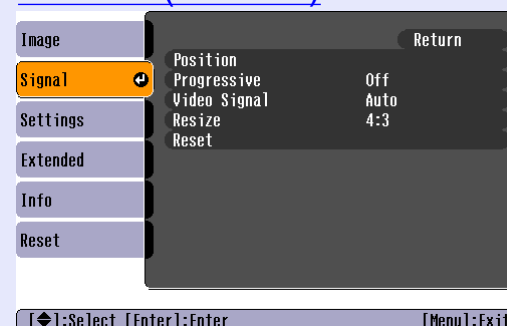 Image
Signal
Settings
Extended
Info
Reset
Return
Position
Progressive Off
Video Signal Auto
Resize 4:3
Reset
[]:Select [Enter]:Enter [Menu]:Exit